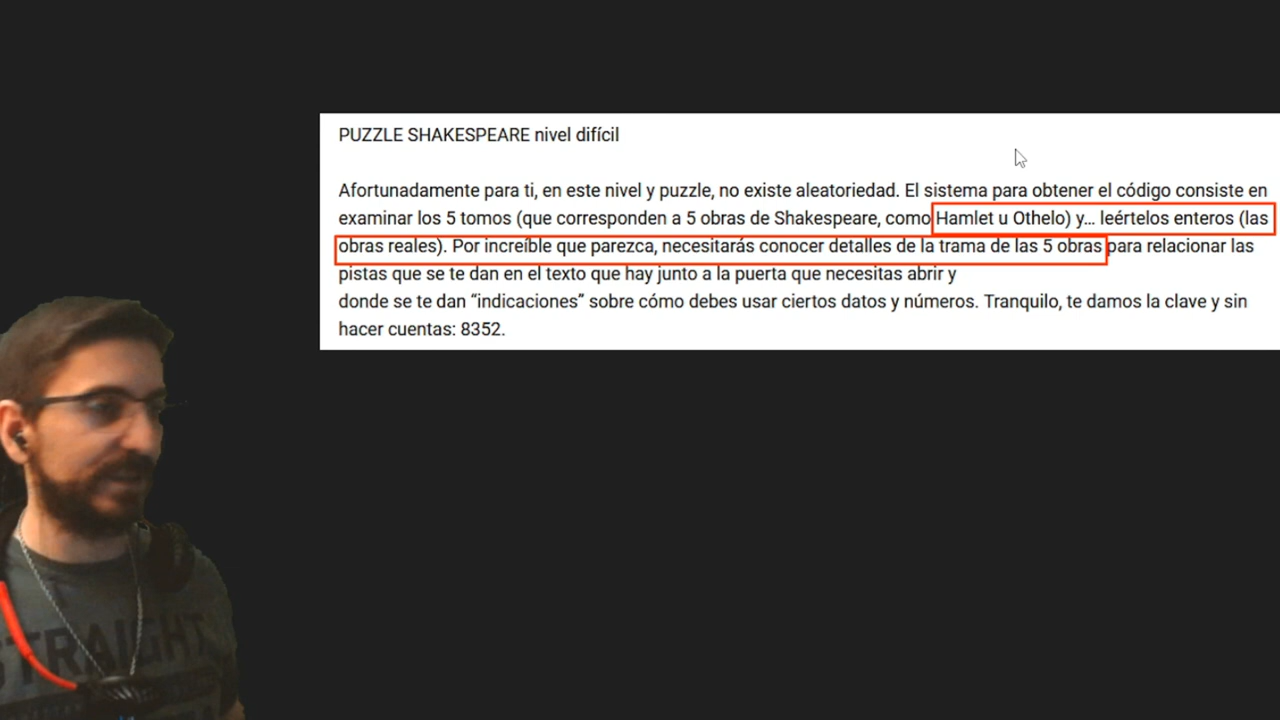 PUZZLE SHAKESPEARE nivel difícil
Afortunadamente para ti, en este nivel y puzzle, no existe aleatoriedad. El sistema para obtener el código consiste en
examinar los 5 tomos (que corresponden a 5 obras de Shakespeare, como Hamlet u Othelo) y... leértelos enteros (las
obras reales). Por increíble que parezca, necesitarás conocer detalles de la trama de las 5 obras para relacionar las
pistas que se te dan en el texto que hay junto a la puerta que necesitas abrir y
donde se te dan “indicaciones” sobre cómo debes usar ciertos datos y números. Tranquilo, te damos la clave y sin
hacer cuentas: 8352.
STRAIGHT